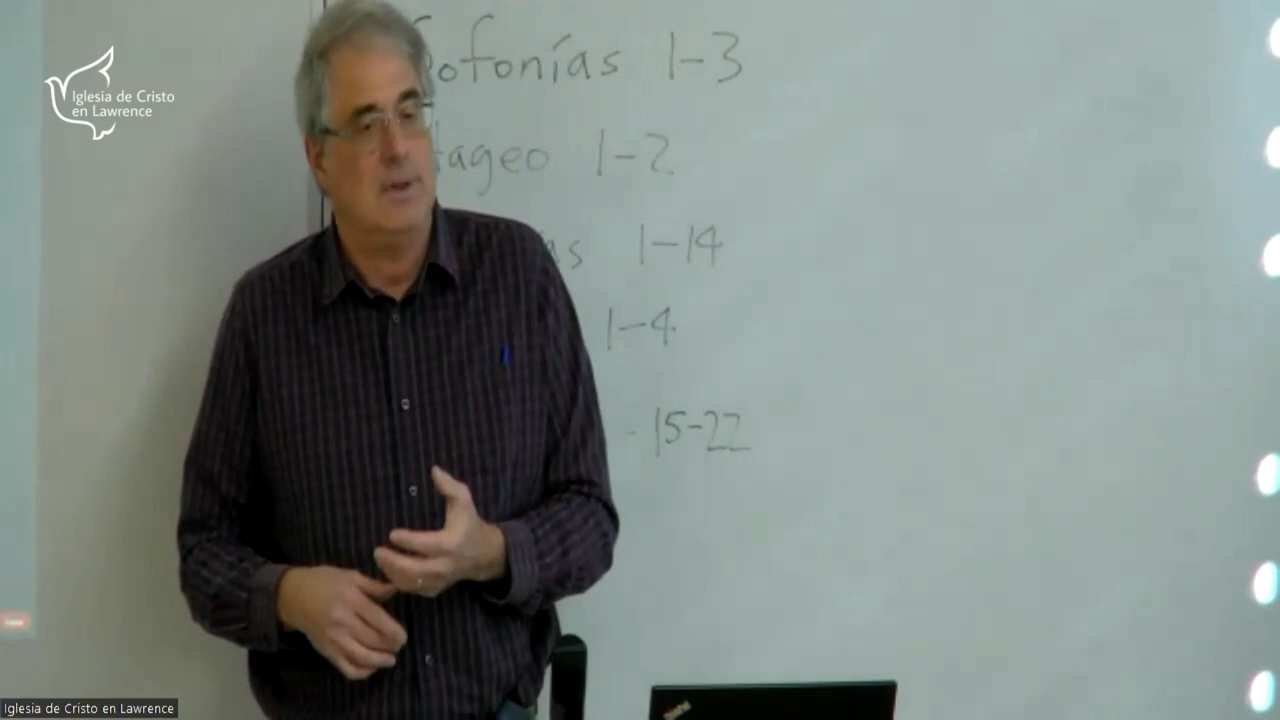 Iglesia de Cristo
en Lawrence
ofonías 1-3
ageo 1-2
as 1-14
1-4
- 15-22
ThinkPad
Iglesia de Cristo en Lawrence